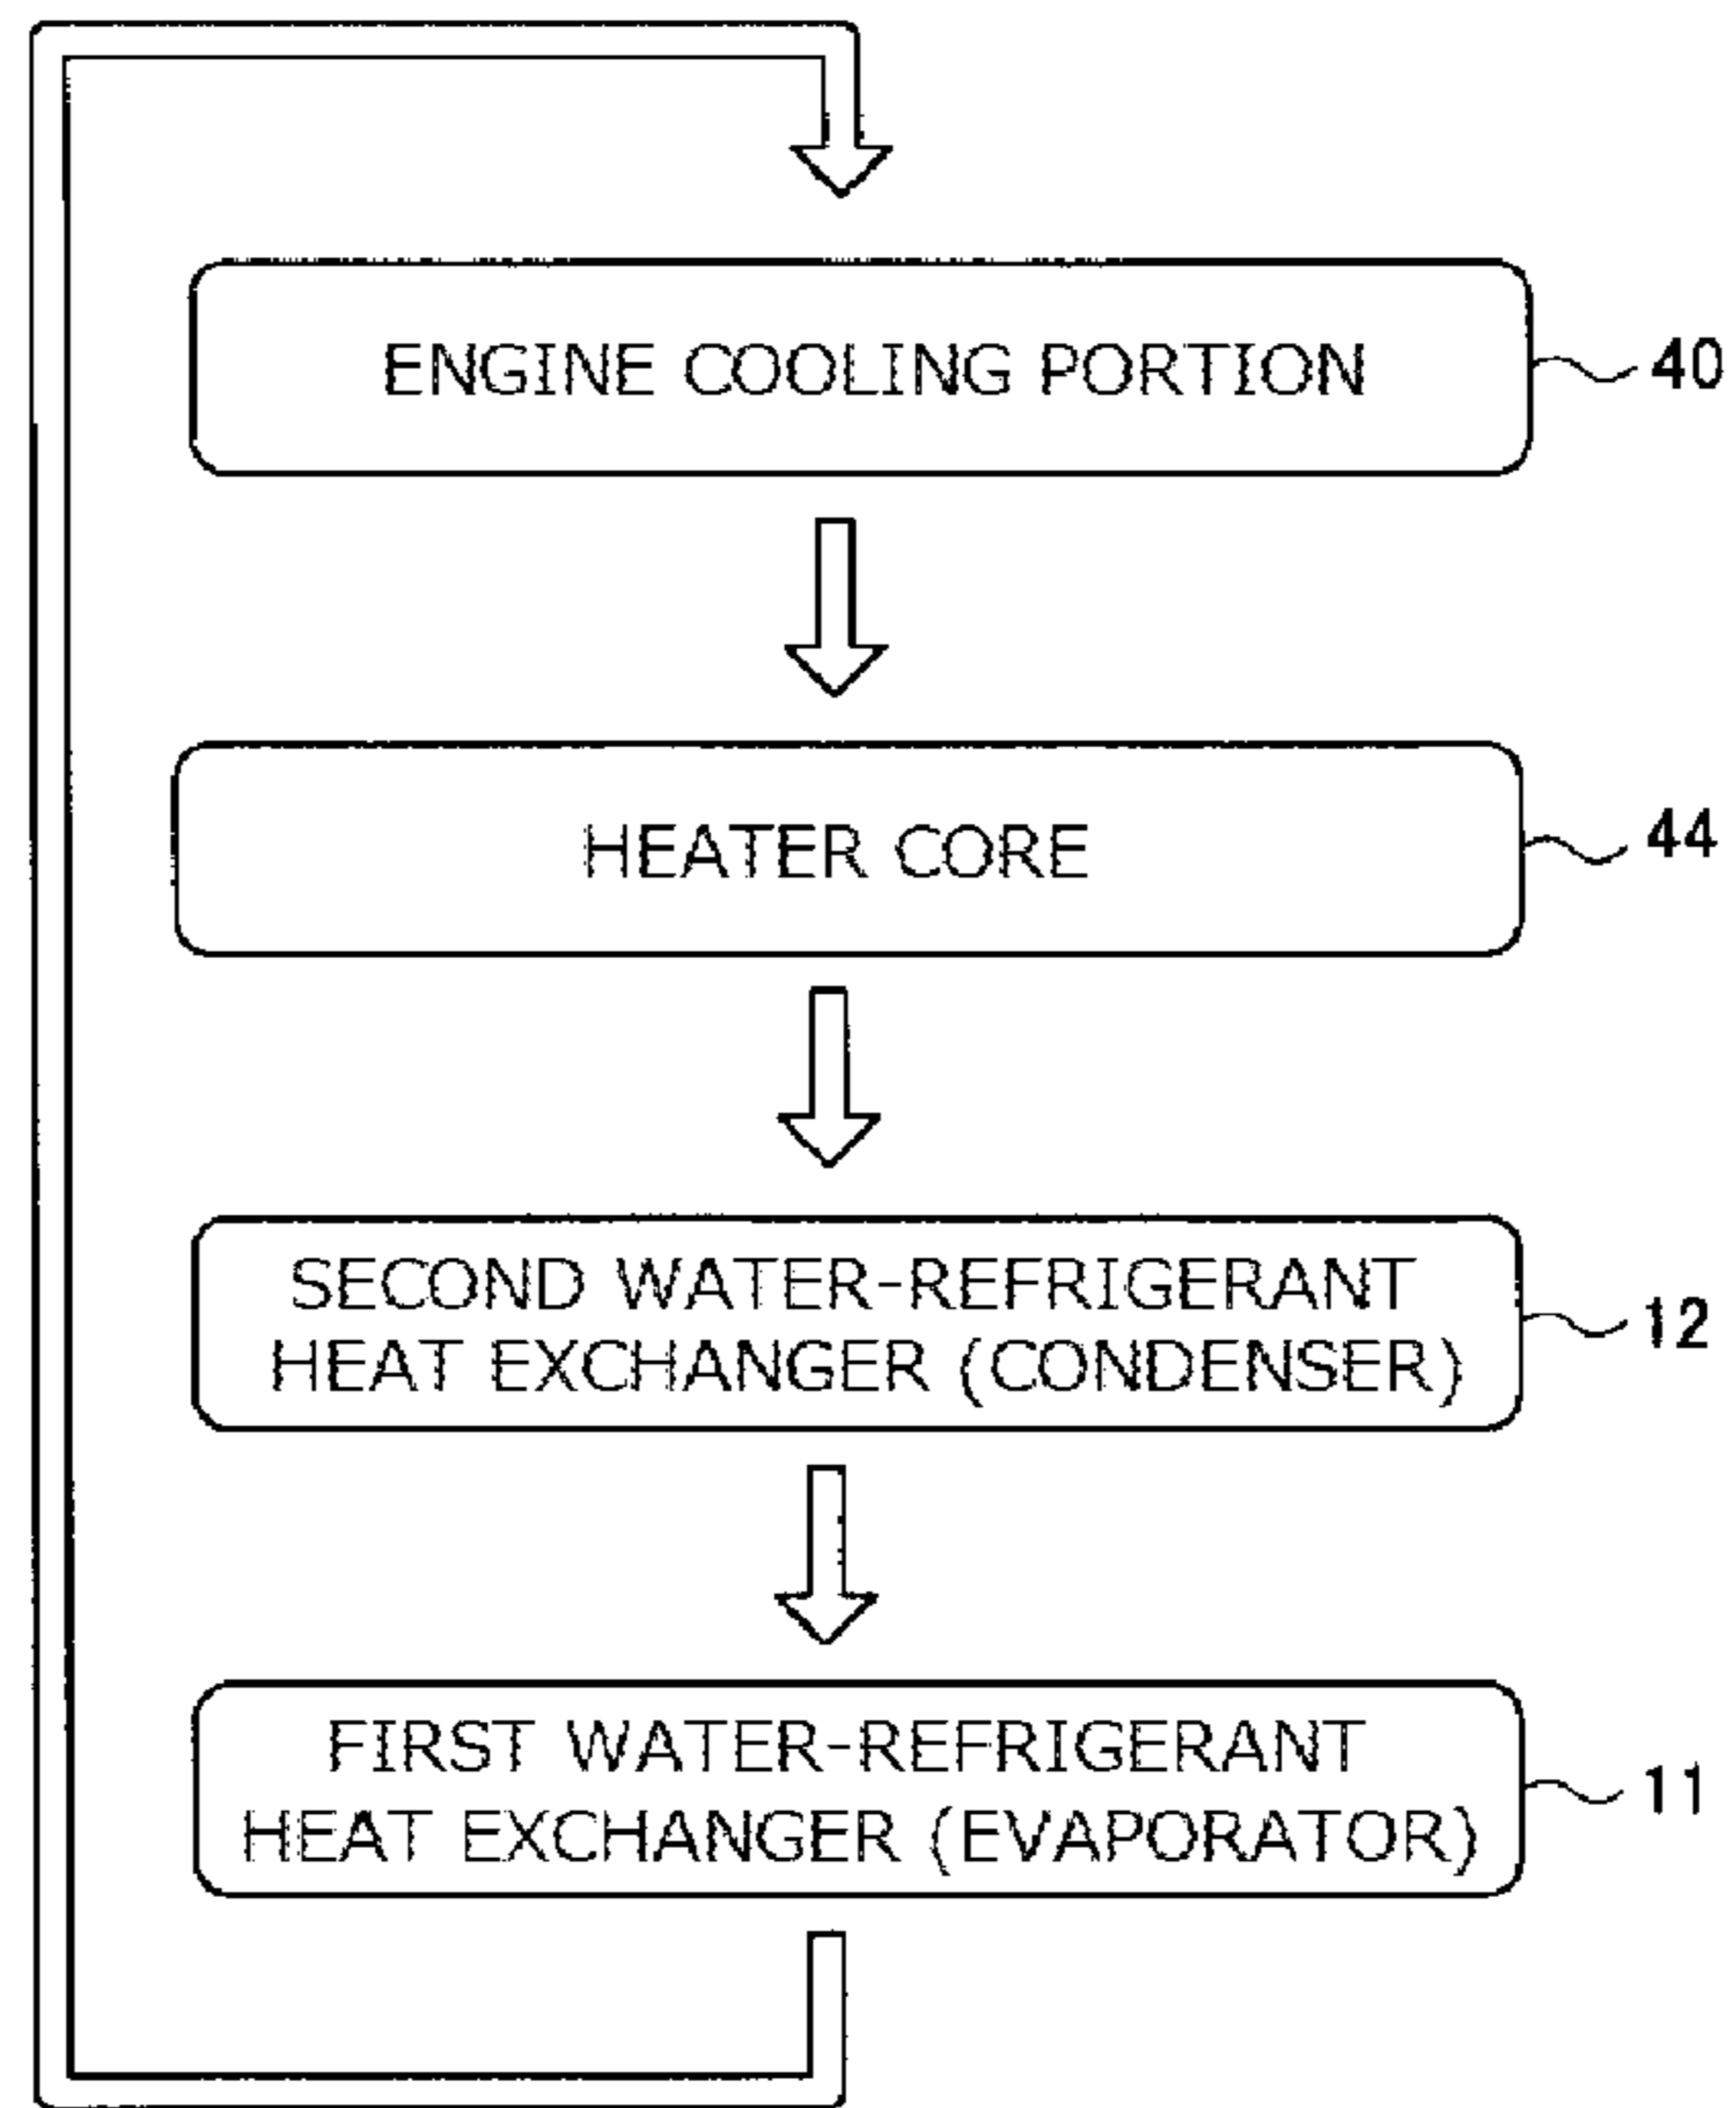 ENGINE COOLING PORTION
40
HEATER CORE
44
SECOND WATER-REFRIGERANT
HEAT EXCHANGER (CONDENSER)
12
FIRST WATER-REFRIGERANT
HEAT EXCHANGER (EVAPORATOR)
11